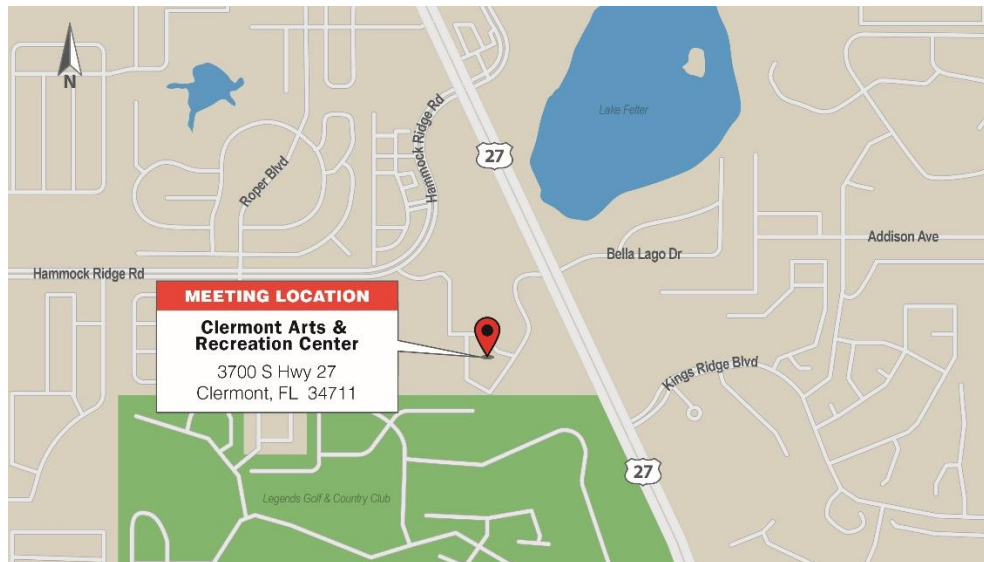 N
27
Lake Felter
Hammock Ridge Rd
Roper Blvd
Addison Ave
Bella Lago Dr
Hammock Ridge Rd
MEETING LOCATION
Clermont Arts &
Recreation Center
3700 S Hwy 27
Clermont, FL 34711
Kings Ridge Blvd
27
Legends Golf & Country Club